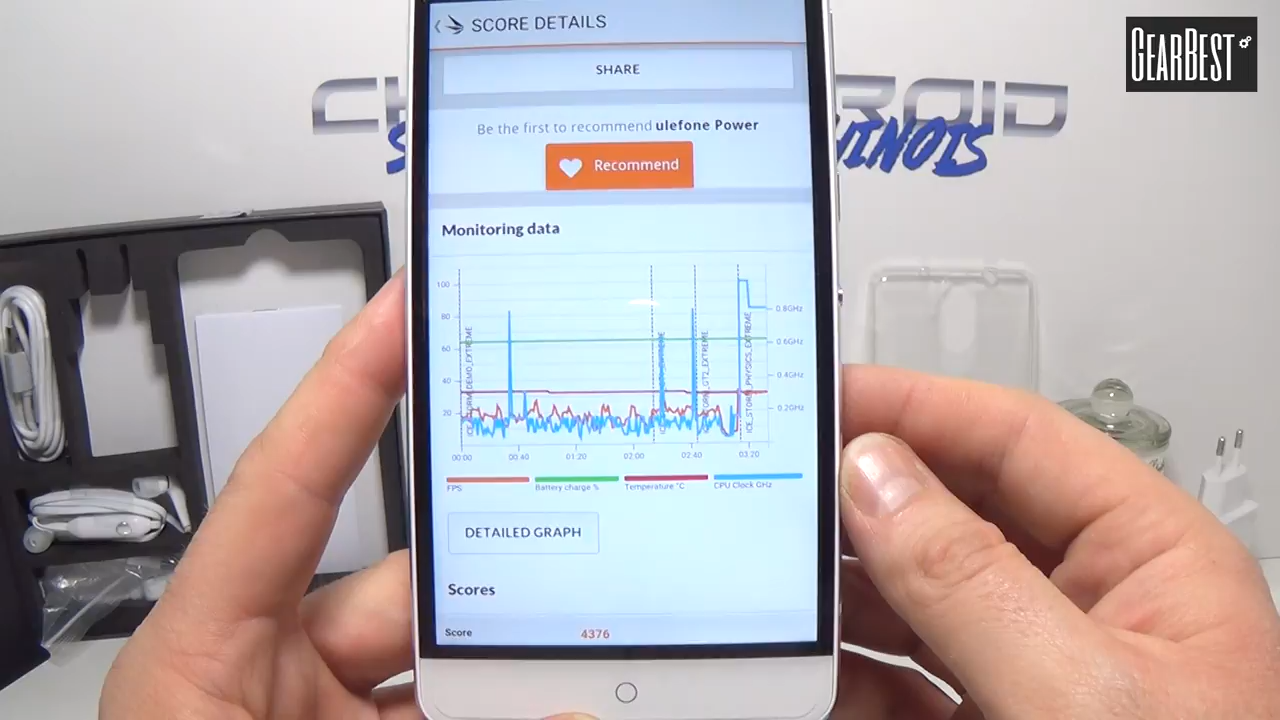 SCORE DETAILS
GEARBEST
SHARE
Be the first to recommend ulefone Power
Recommend
Monitoring data
100
80
60
40
20
0.8GHz
0.6GHz
0.4GHz
0.2GHz
00:00
00:40
01:20
02:00
02:40
03:20
FPS
Battery charge %
Temperature °C
CPU Clock GHz
DETAILED GRAPH
Scores
Score
4376